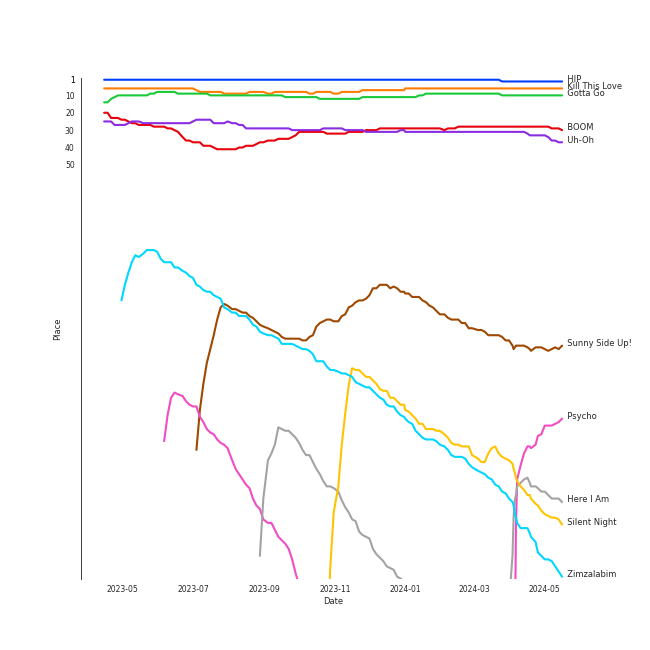 1
10
20
30
40
50
Place
HIP
Kill This Love
Gotta Go
BOOM
Uh-Oh
Sunny Side Up!
Psycho
Here I Am
Silent Night
Zimzalabim
2023-05 2023-07 2023-09 2023-11 2024-01 2024-03 2024-05
Date